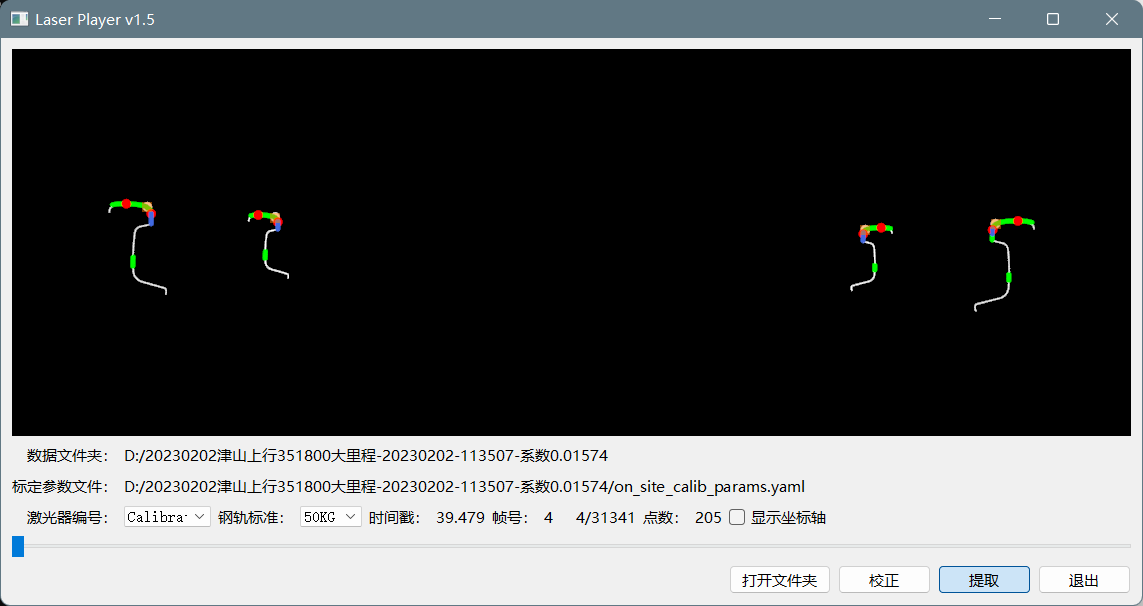 Laser Player v1.5
数据文件夹： D:/20230202津山上行351800大里程-20230202-113507-系数0.01574
标定参数文件： D:/20230202津山上行351800大里程-20230202-113507-系数0.01574/on_site_calib_params.yaml
激光器编号： Calibra 钢轨标准： 50KG 时间戳： 39.479 帧号： 4 4/31341 点数： 205 显示坐标轴
打开文件夹 校正 提取 退出